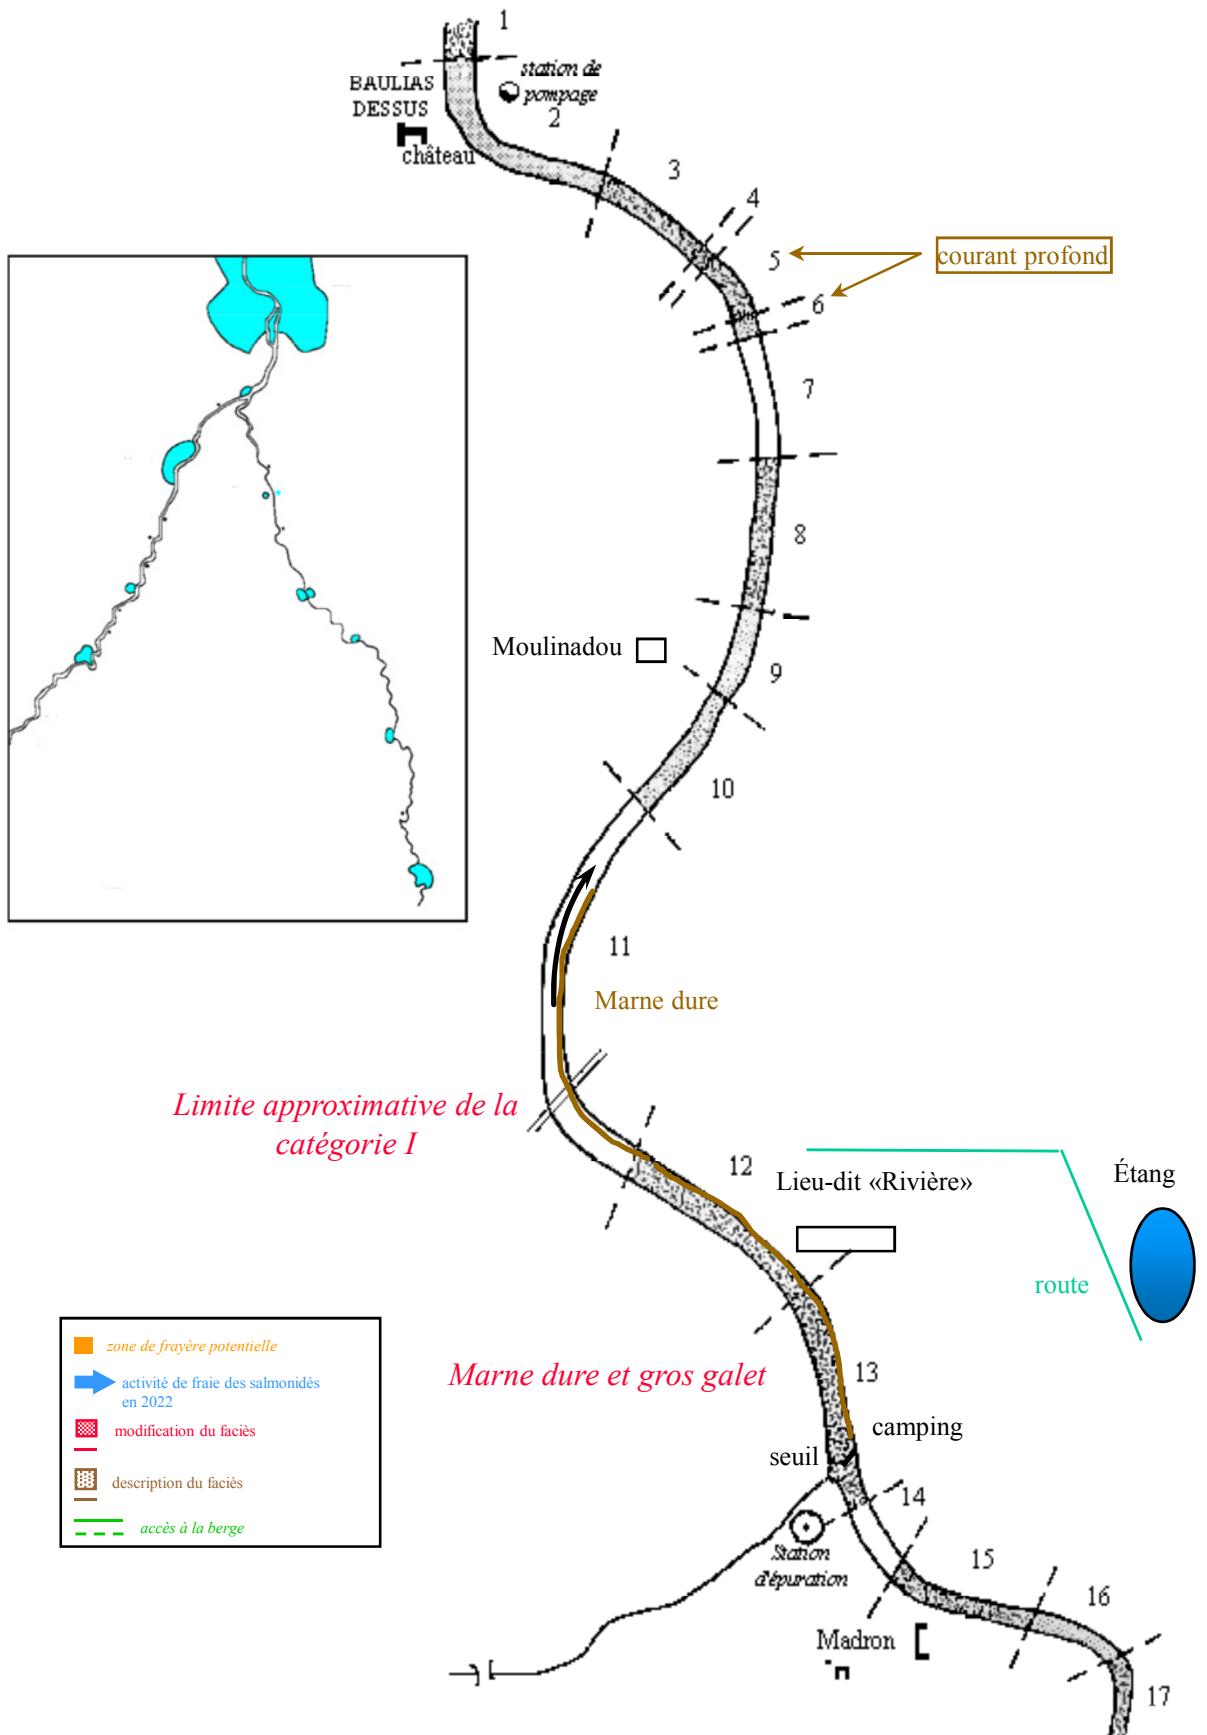 1
station de
pompage
BAULIAS
DESSUS
2
château
3
4
5
courant profond
6
7
8
Moulinadou
9
10
11
Marne dure
Limite approximative de la
catégorie I
12
Lieu-dit «Rivière»
Étang
route
zone de frayère potentielle
activité de fraie des salmonidés
en 2022
modification du faciès
description du faciès
accès à la berge
Marne dure et gros galet
13
camping
seuil
14
Station
d'épuration
15
16
Madron
17